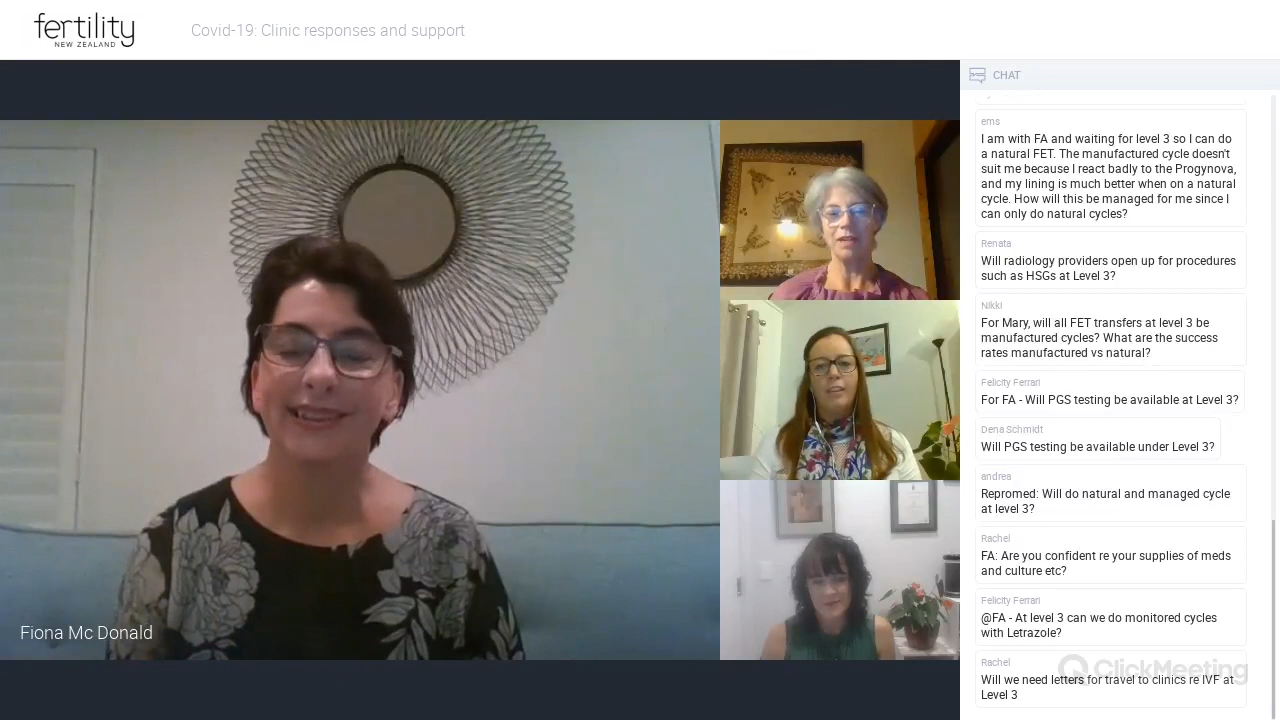 fertility
NEW ZEALAND
Covid-19: Clinic responses and support
CHAT
ems
I am with FA and waiting for level 3 so I can do
a natural FET. The manufactured cycle doesn't
suit me because I react badly to the Progynova,
and my lining is much better when on a natural
cycle. How will this be managed for me since I
can only do natural cycles?
Renata
Will radiology providers open up for procedures
such as HSGs at Level 3?
Nikki
For Mary, will all FET transfers at level 3 be
manufactured cycles? What are the success
rates manufactured vs natural?
Felicity Ferrari
For FA - Will PGS testing be available at Level 3?
Dena Schmidt
Will PGS testing be available under Level 3?
andrea
Repromed: Will do natural and managed cycle
at level 3?
Rachel
FA: Are you confident re your supplies of meds
and culture etc?
Felicity Ferrari
@FA - At level 3 can we do monitored cycles
with Letrazole?
Rachel
Will we need letters for travel to clinics re IVF at
Level 3
ClickMeeting
Fiona Mc Donald